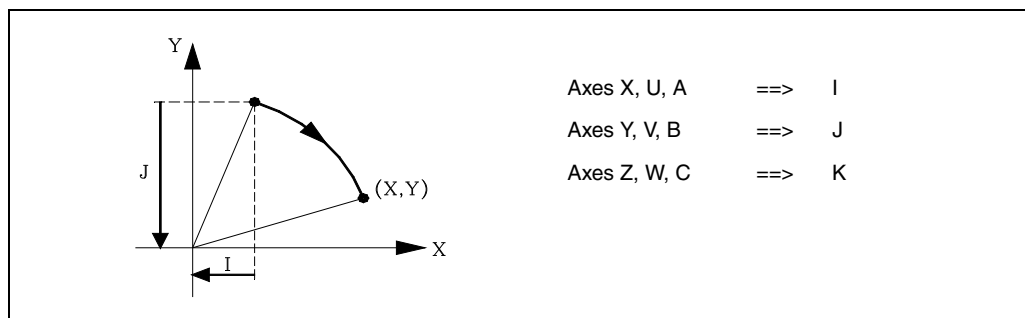 Y
J
(X,Y)
X
I
Axes X, U, A ==> I
Axes Y, V, B ==> J
Axes Z, W, C ==> K